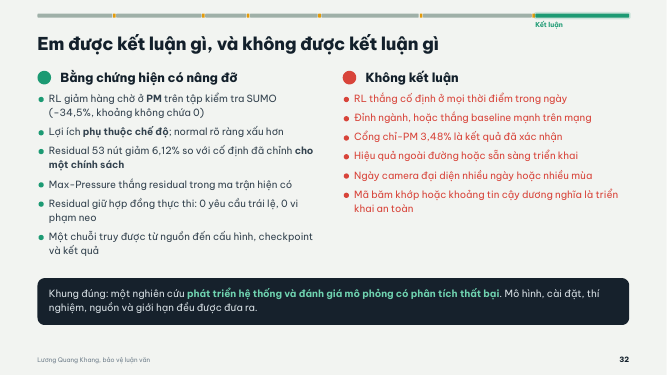 Kết luận
Em được kết luận gì, và không được kết luận gì
Bằng chứng hiện có nâng đỡ
RL giảm hàng chờ ở PM trên tập kiểm tra SUMO
(−34,5%, khoảng không chứa 0)
Lợi ích phụ thuộc chế độ; normal rõ ràng xấu hơn
Residual 53 nút giảm 6,12% so với cố định đã chỉnh cho
một chính sách
Max-Pressure thắng residual trong ma trận hiện có
Residual giữ hợp đồng thực thi: 0 yêu cầu trái lệ, 0 vi
phạm neo
Một chuỗi truy được từ nguồn đến cấu hình, checkpoint
và kết quả
Không kết luận
RL thắng cố định ở mọi thời điểm trong ngày
Đỉnh ngành, hoặc thắng baseline mạnh trên mạng
Cổng chỉ-PM 3,48% là kết quả đã xác nhận
Hiệu quả ngoài đường hoặc sẵn sàng triển khai
Ngày camera đại diện nhiều ngày hoặc nhiều mùa
Mã băm khớp hoặc khoảng tin cậy dương nghĩa là triển
khai an toàn
Khung đúng: một nghiên cứu phát triển hệ thống và đánh giá mô phỏng có phân tích thất bại. Mô hình, cài đặt, thí
nghiệm, nguồn và giới hạn đều được đưa ra.
Lương Quang Khang, bảo vệ luận văn
32